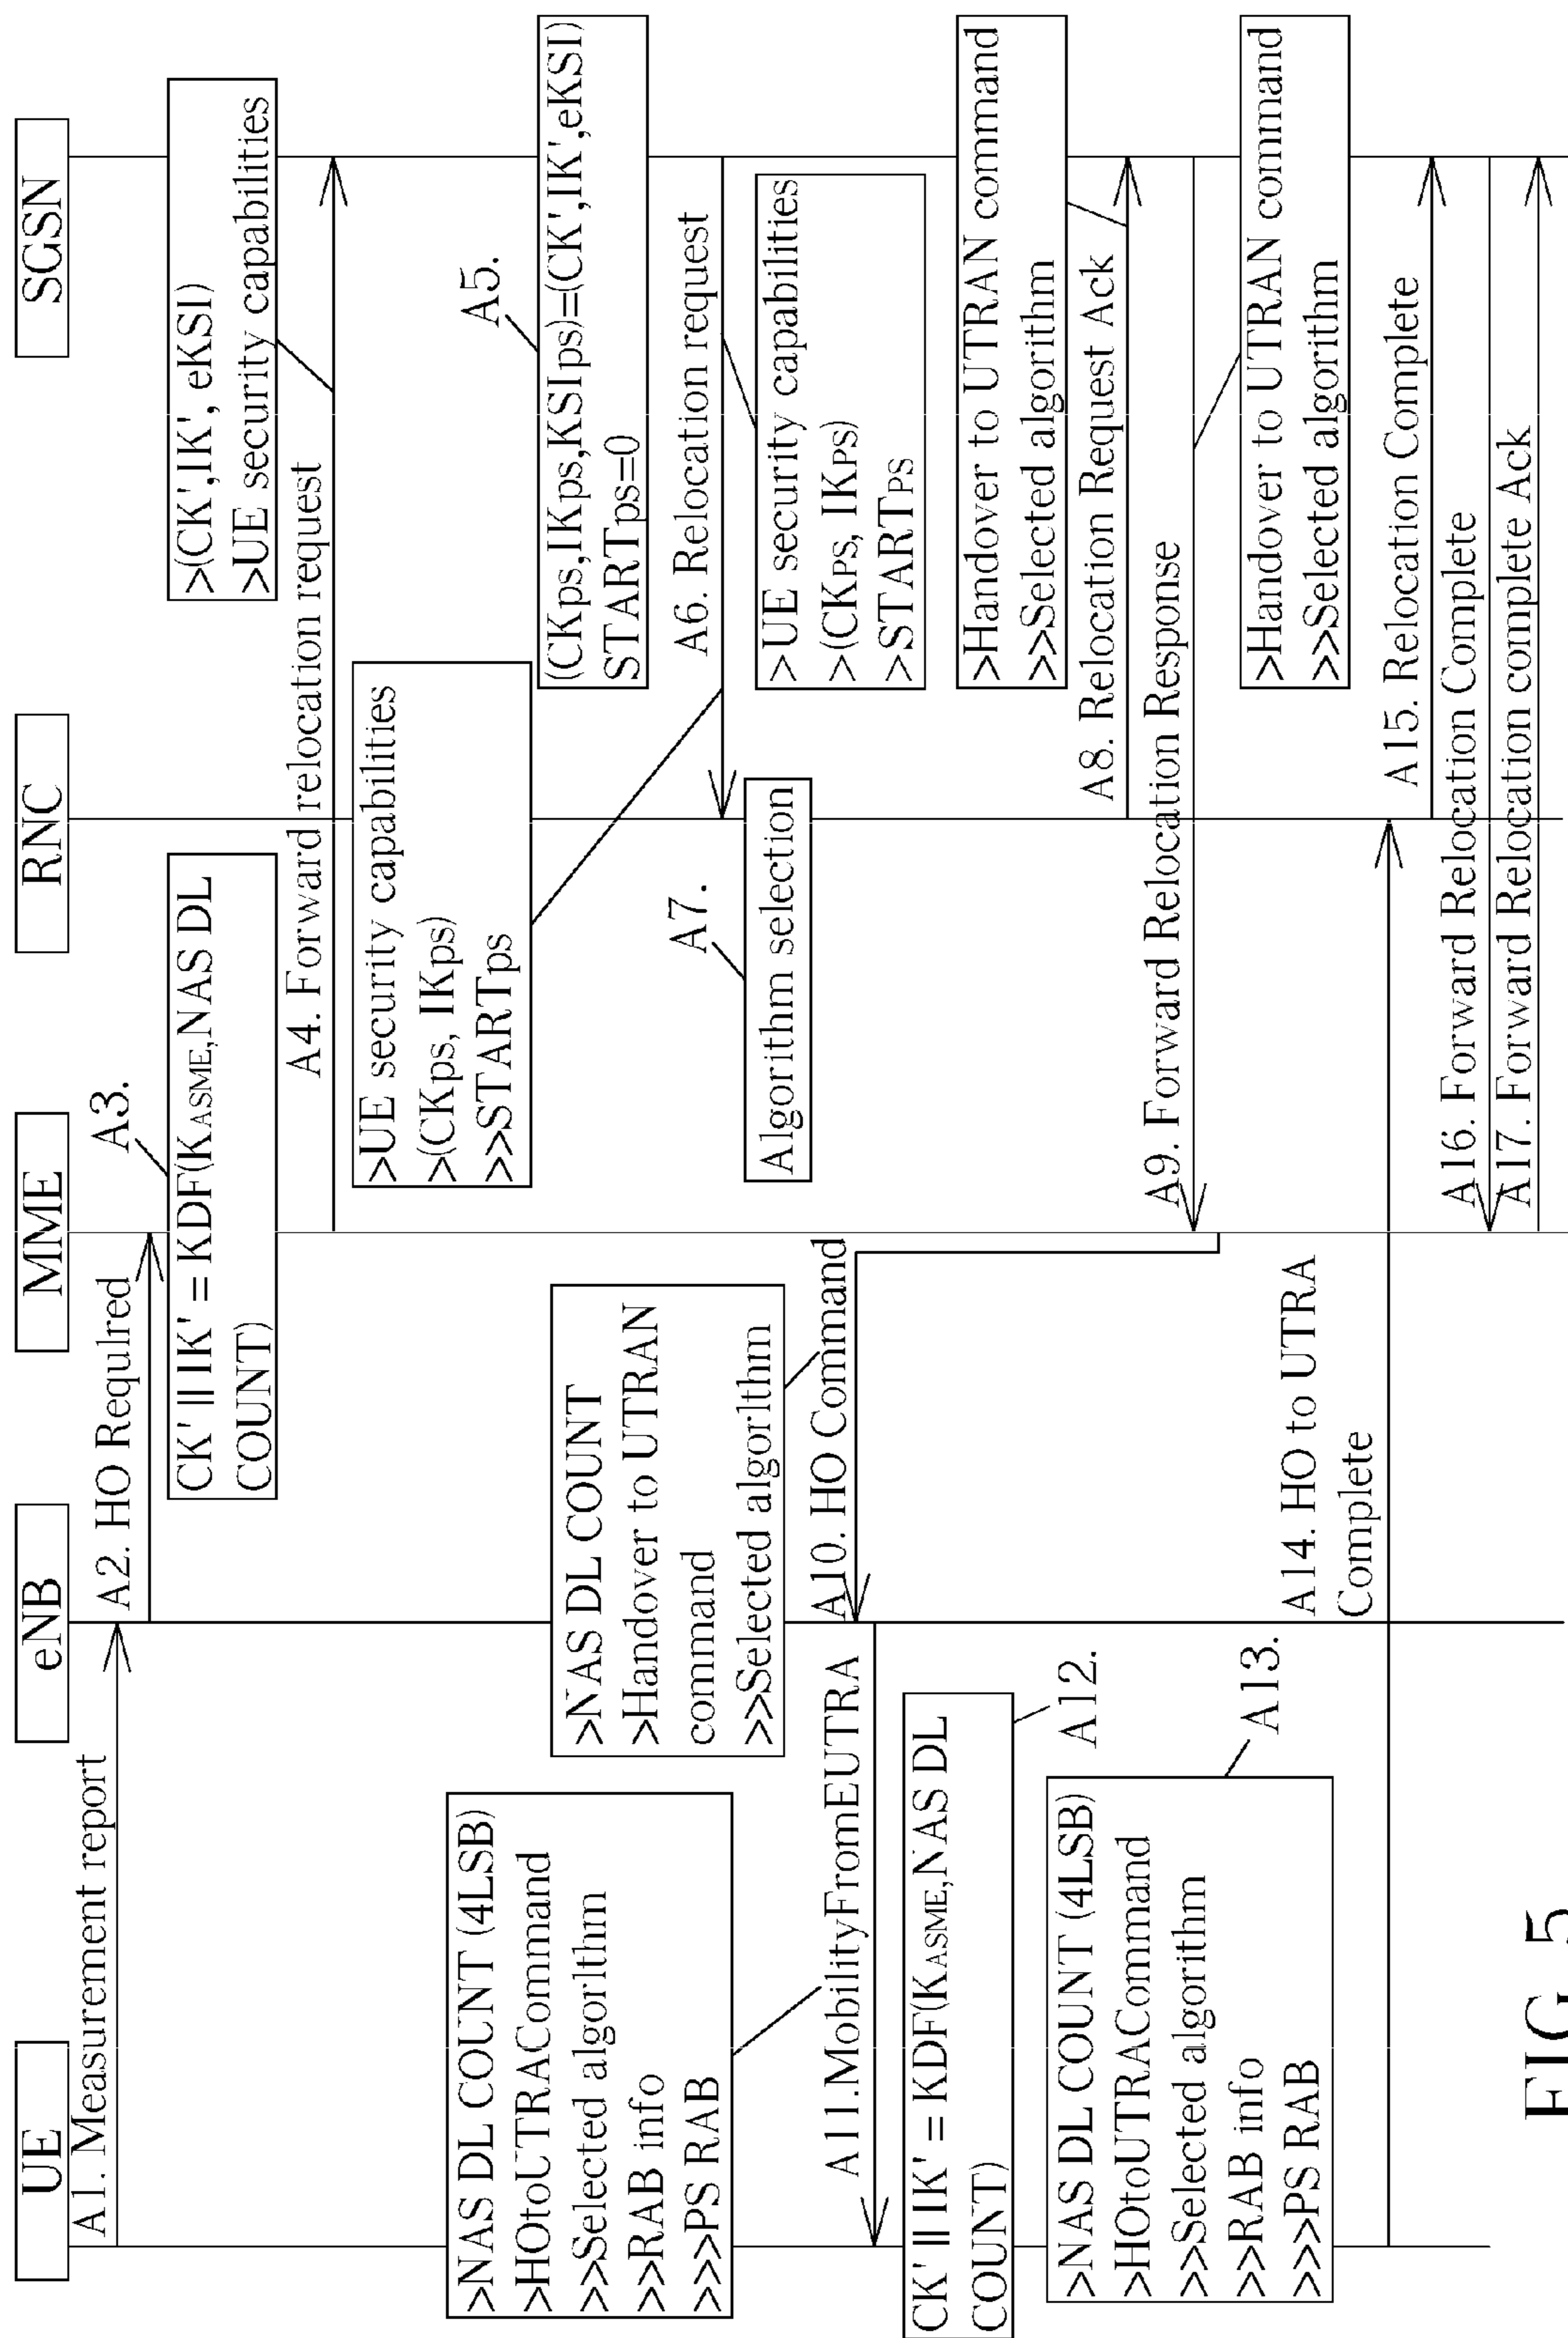 UE
eNB
MME
RNC
SGSN
A1. Measurement report
A2. HO Requlred
A3.
CK' || IK' = KDF(KASME,NAS DL
COUNT)
>(CK',IK', eKSI)
>UE security capabilities
A4. Forward relocation request
>UE security capabilities
>(CKps, IKps)
>>STARTps
A5.
(CKps,IKps,KSIps)=(CK',IK',eKSI)
STARTps=0
A6. Relocation request
>UE security capabilities
>(CKPS, IKPS)
>STARTPS
A7.
Algorithm selection
>Handover to UTRAN command
>>Selected algorithm
A8. Relocation Request Ack
A9. Forward Relocation Response
>Handover to UTRAN command
>>Selected algorithm
>NAS DL COUNT
>Handover to UTRAN
command
>>Selected algorlthm
A10. HO Command
>NAS DL COUNT (4LSB)
>HOtoUTRACommand
>>Selected algorlthm
>>RAB info
>>>PS RAB
A11.MobilityFromEUTRA
CK' || IK' = KDF(KASME,NAS DL
COUNT)
A12.
>NAS DL COUNT (4LSB)
>HOtoUTRACommand
>>Selected algorithm
>>RAB info
>>>PS RAB
A13.
A14. HO to UTRA
Complete
A15. Relocation Complete
A16. Forward Relocation Complete
A17. Forward Relocation complete Ack
FIG. 5